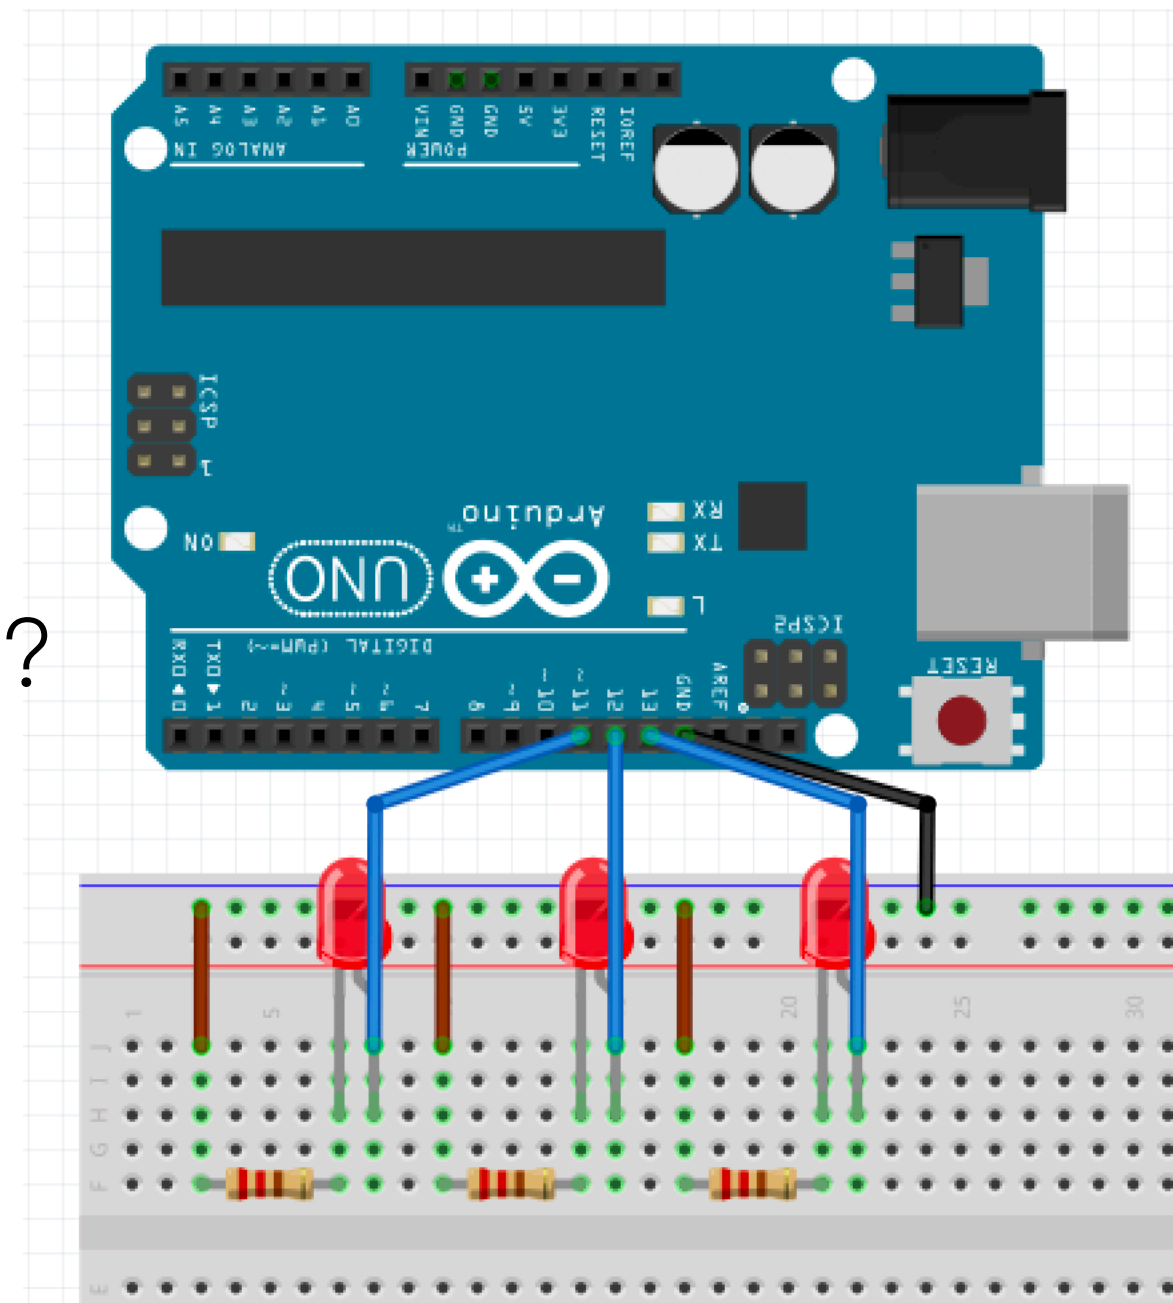 A5 A4 A3 A2 A1 A0
VIN GND GND 5V 3V3 RESET IOREF
ANALOG IN
POWER
ICSP
1
Arduino™
RX
ON
TX
UNO
L
?
DIGITAL (PWM=~)
ICSP2
RX0◀0 TX0▶1 2 ~3 4 ~5 ~6 7 8 ~9 ~10 ~11 12 13 GND AREF
RESET
1 5 20 25 30
J
I
H
G
F
E